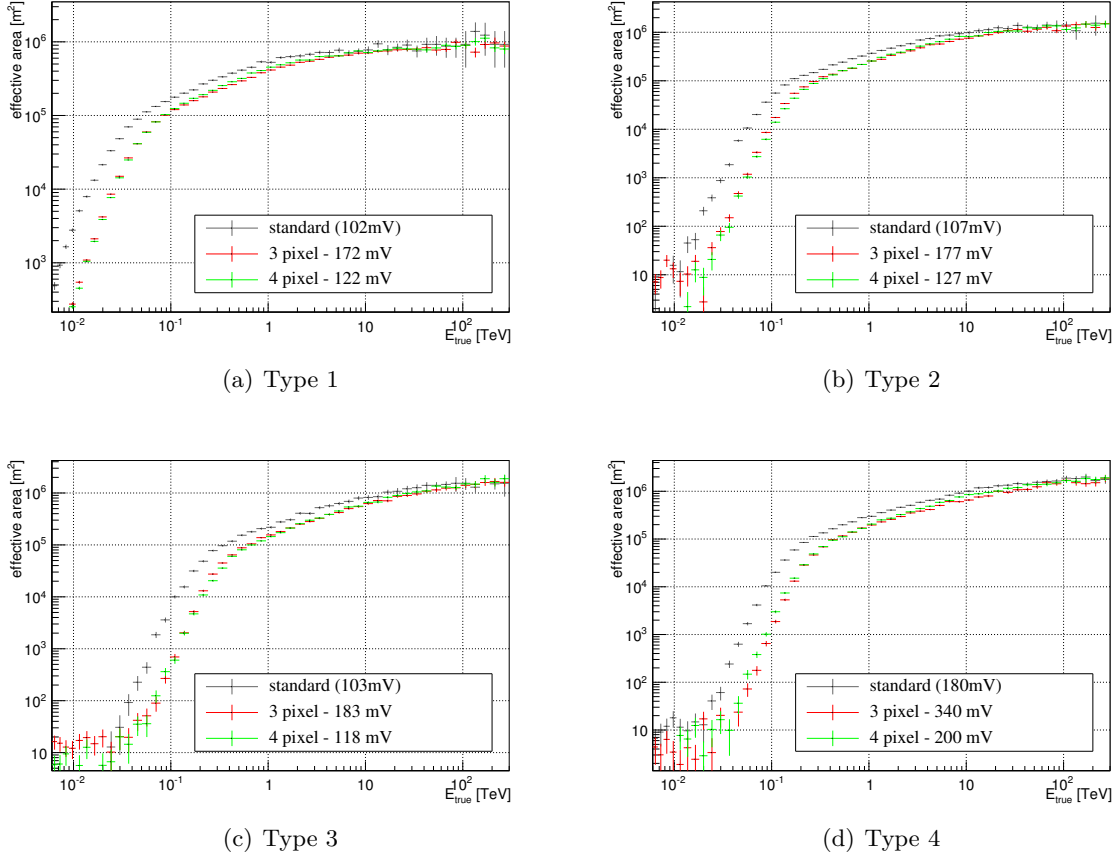 effective area [m²]
10⁶
10⁵
10⁴
10³
standard (102mV)
3 pixel - 172 mV
4 pixel - 122 mV
10⁻² 10⁻¹ 1 10 10²
E_true [TeV]
(a) Type 1
effective area [m²]
10⁶
10⁵
10⁴
10³
10²
10
standard (107mV)
3 pixel - 177 mV
4 pixel - 127 mV
10⁻² 10⁻¹ 1 10 10²
E_true [TeV]
(b) Type 2
effective area [m²]
10⁶
10⁵
10⁴
10³
10²
10
standard (103mV)
3 pixel - 183 mV
4 pixel - 118 mV
10⁻² 10⁻¹ 1 10 10²
E_true [TeV]
(c) Type 3
effective area [m²]
10⁶
10⁵
10⁴
10³
10²
10
standard (180mV)
3 pixel - 340 mV
4 pixel - 200 mV
10⁻² 10⁻¹ 1 10 10²
E_true [TeV]
(d) Type 4